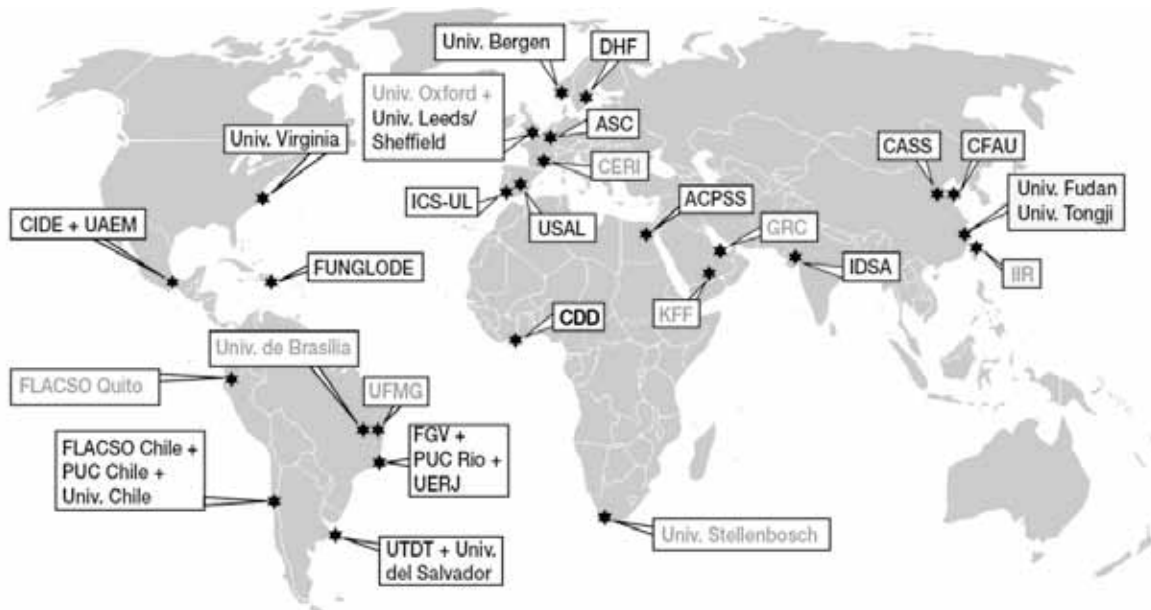 Univ. Bergen
DHF
Univ. Oxford +
Univ. Leeds/
Sheffield
ASC
Univ. Virginia
CERI
CASS
CFAU
ICS-UL
USAL
ACPSS
Univ. Fudan
Univ. Tongji
CIDE + UAEM
GRC
FUNGLODE
IDSA
IIR
KFF
CDD
Univ. de Brasilia
FLACSO Quito
UFMG
FLACSO Chile +
PUC Chile +
Univ. Chile
FGV +
PUC Rio +
UERJ
Univ. Stellenbosch
UTDT + Univ.
del Salvador